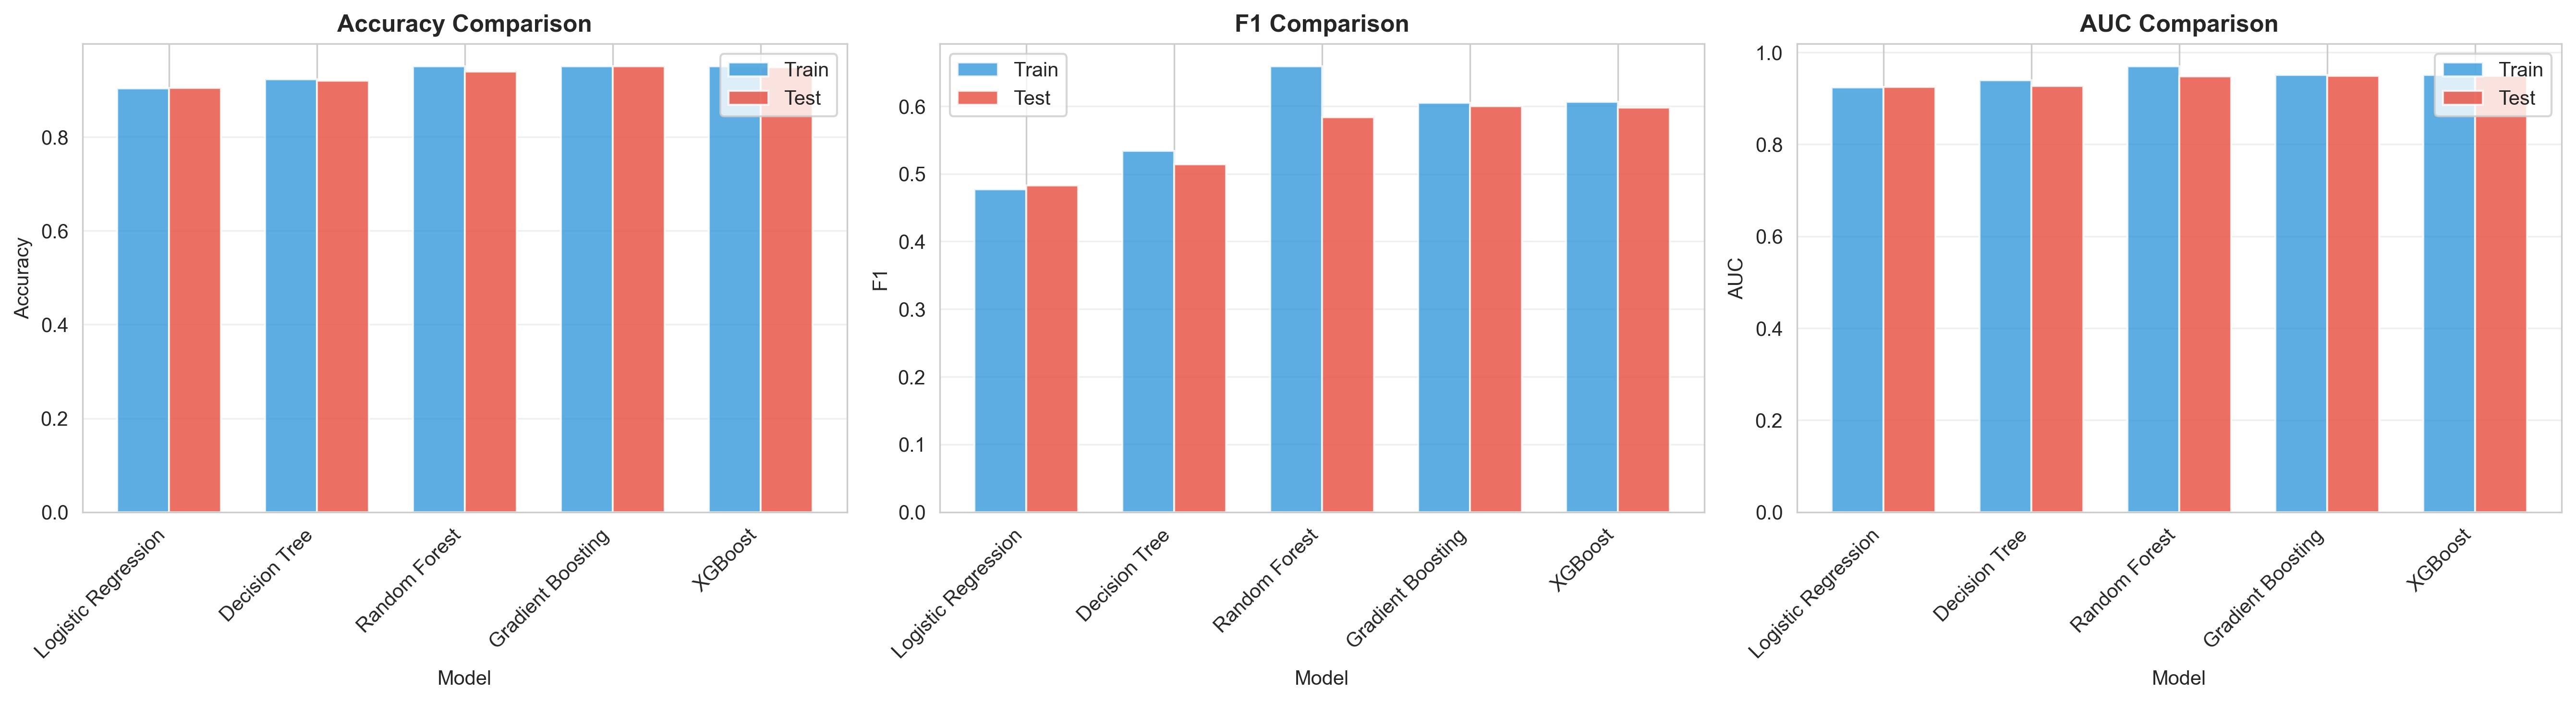 Accuracy Comparison
Train
Test
Accuracy
0.8
0.6
0.4
0.2
0.0
Logistic Regression
Decision Tree
Random Forest
Gradient Boosting
XGBoost
Model
F1 Comparison
Train
Test
F1
0.6
0.5
0.4
0.3
0.2
0.1
0.0
Logistic Regression
Decision Tree
Random Forest
Gradient Boosting
XGBoost
Model
AUC Comparison
Train
Test
AUC
1.0
0.8
0.6
0.4
0.2
0.0
Logistic Regression
Decision Tree
Random Forest
Gradient Boosting
XGBoost
Model